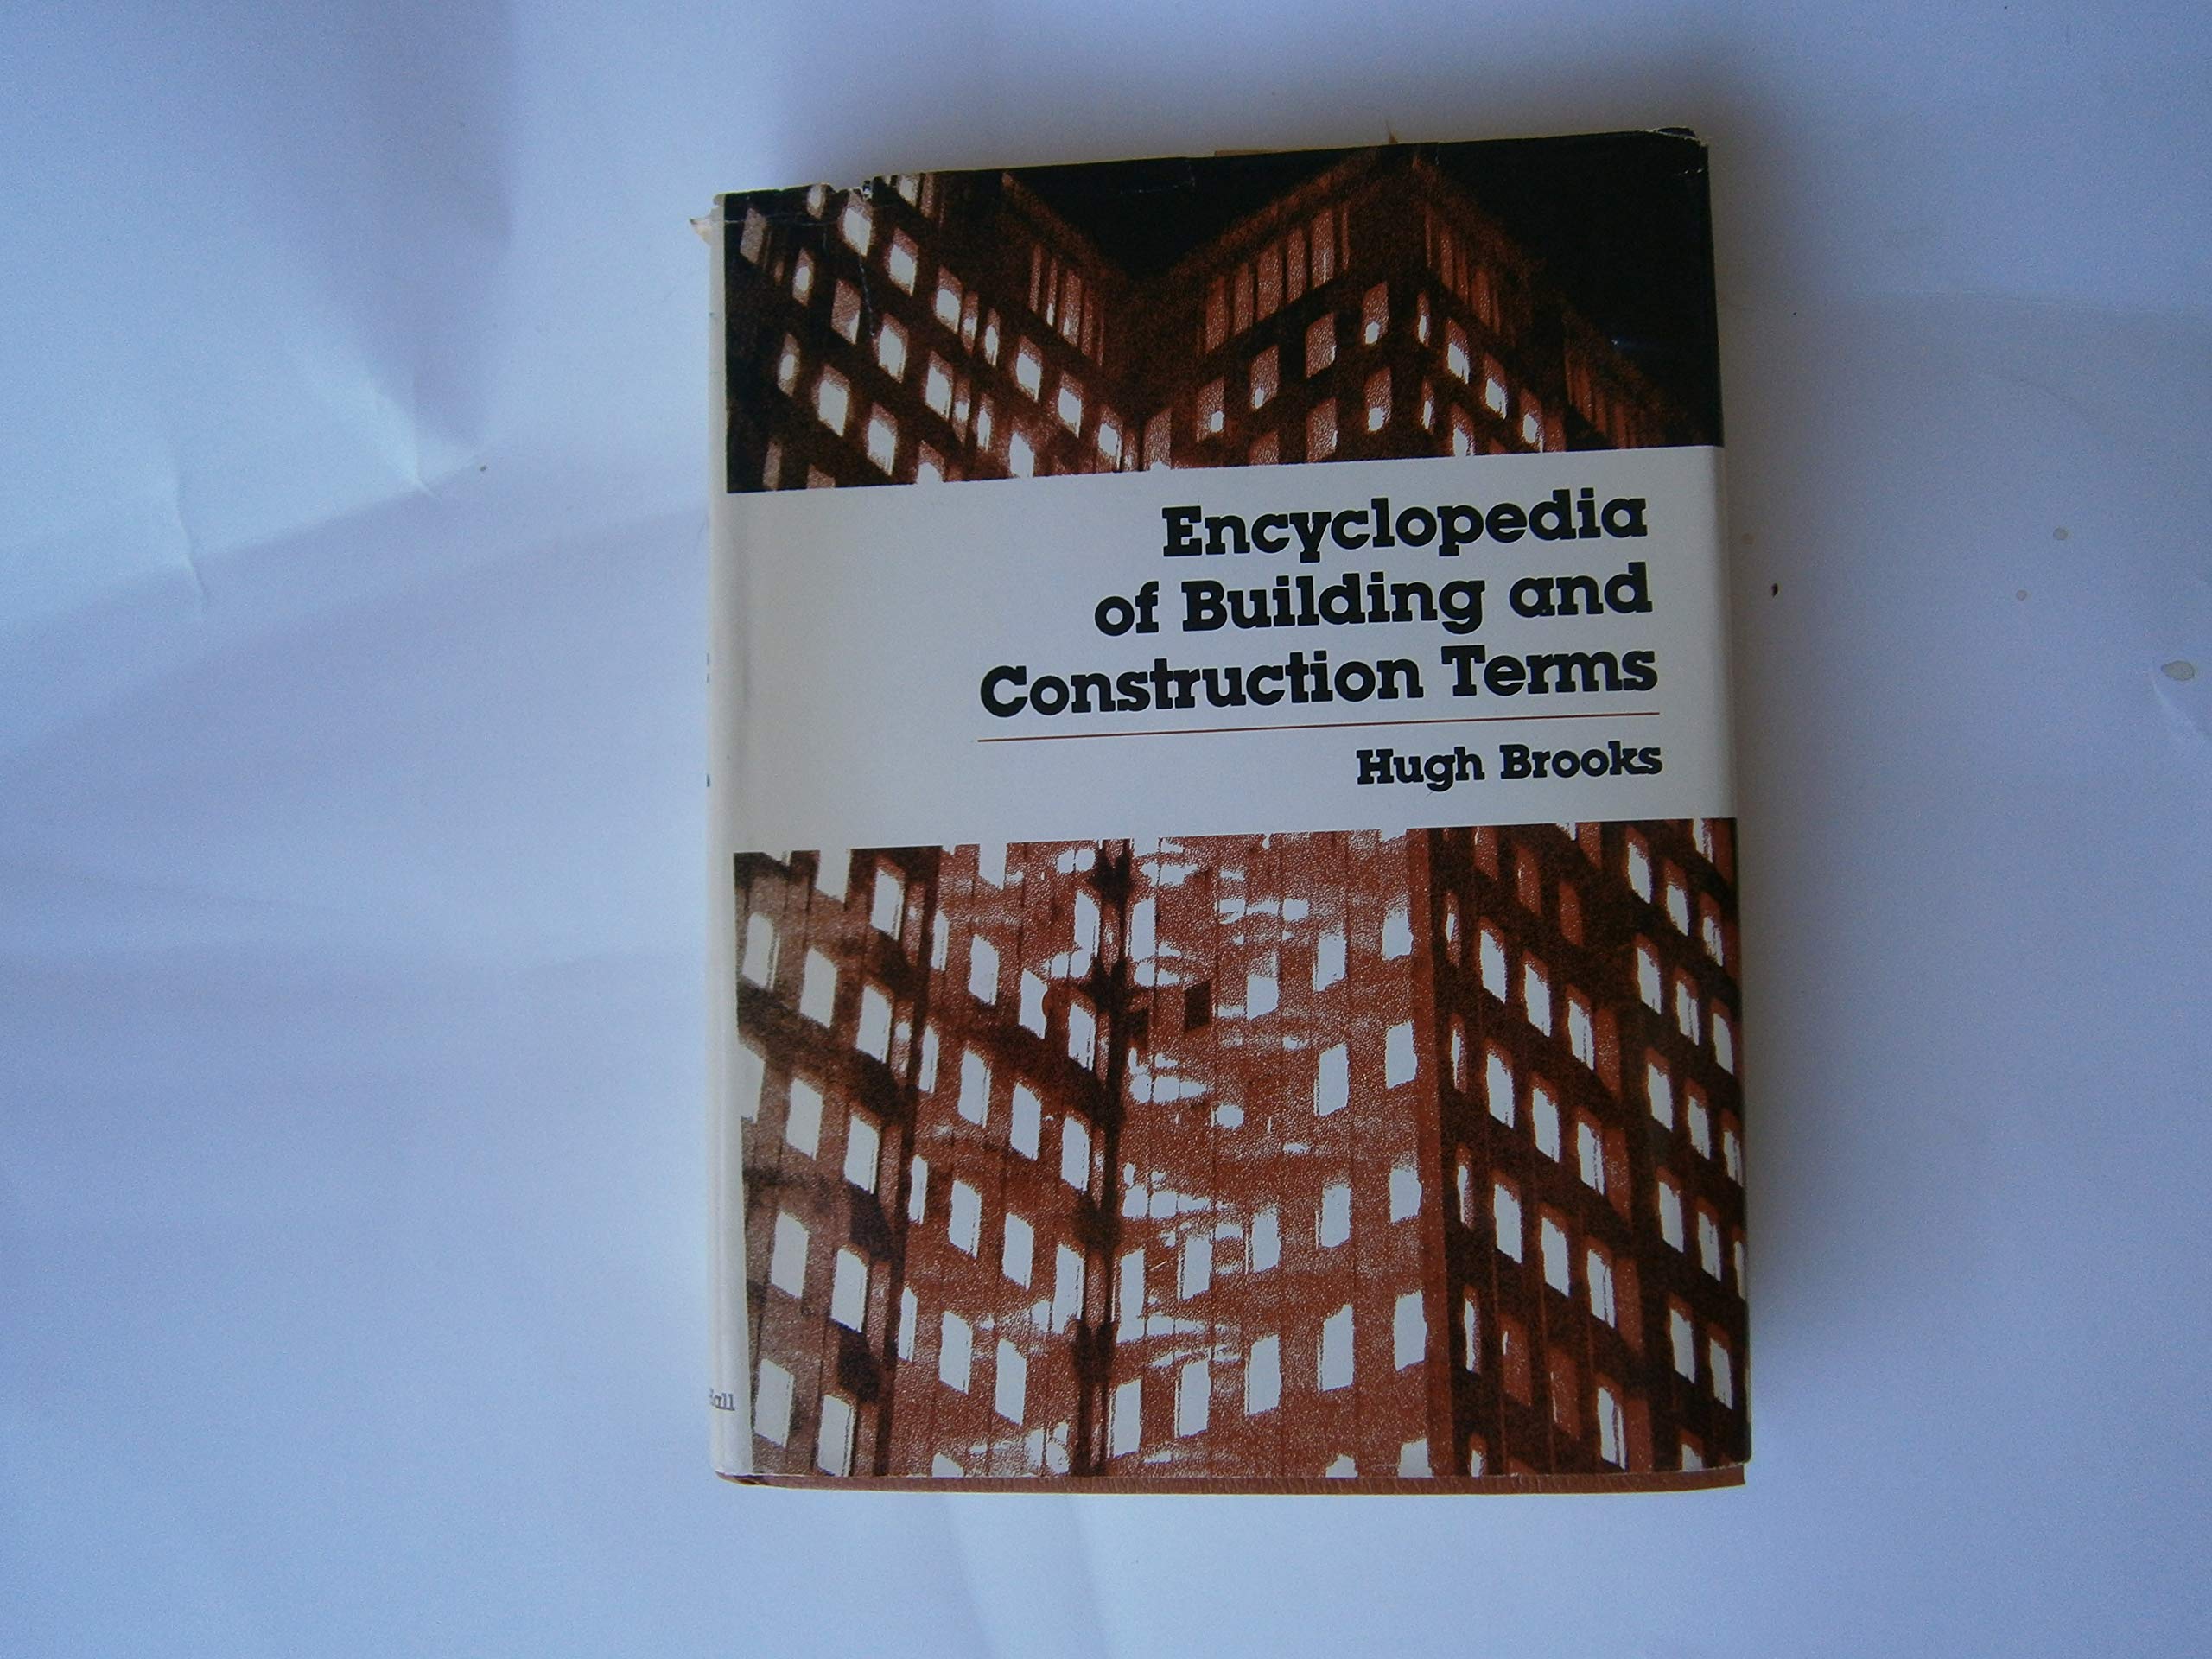 Encyclopedia
of Building and
Construction Terms
Hugh Brooks